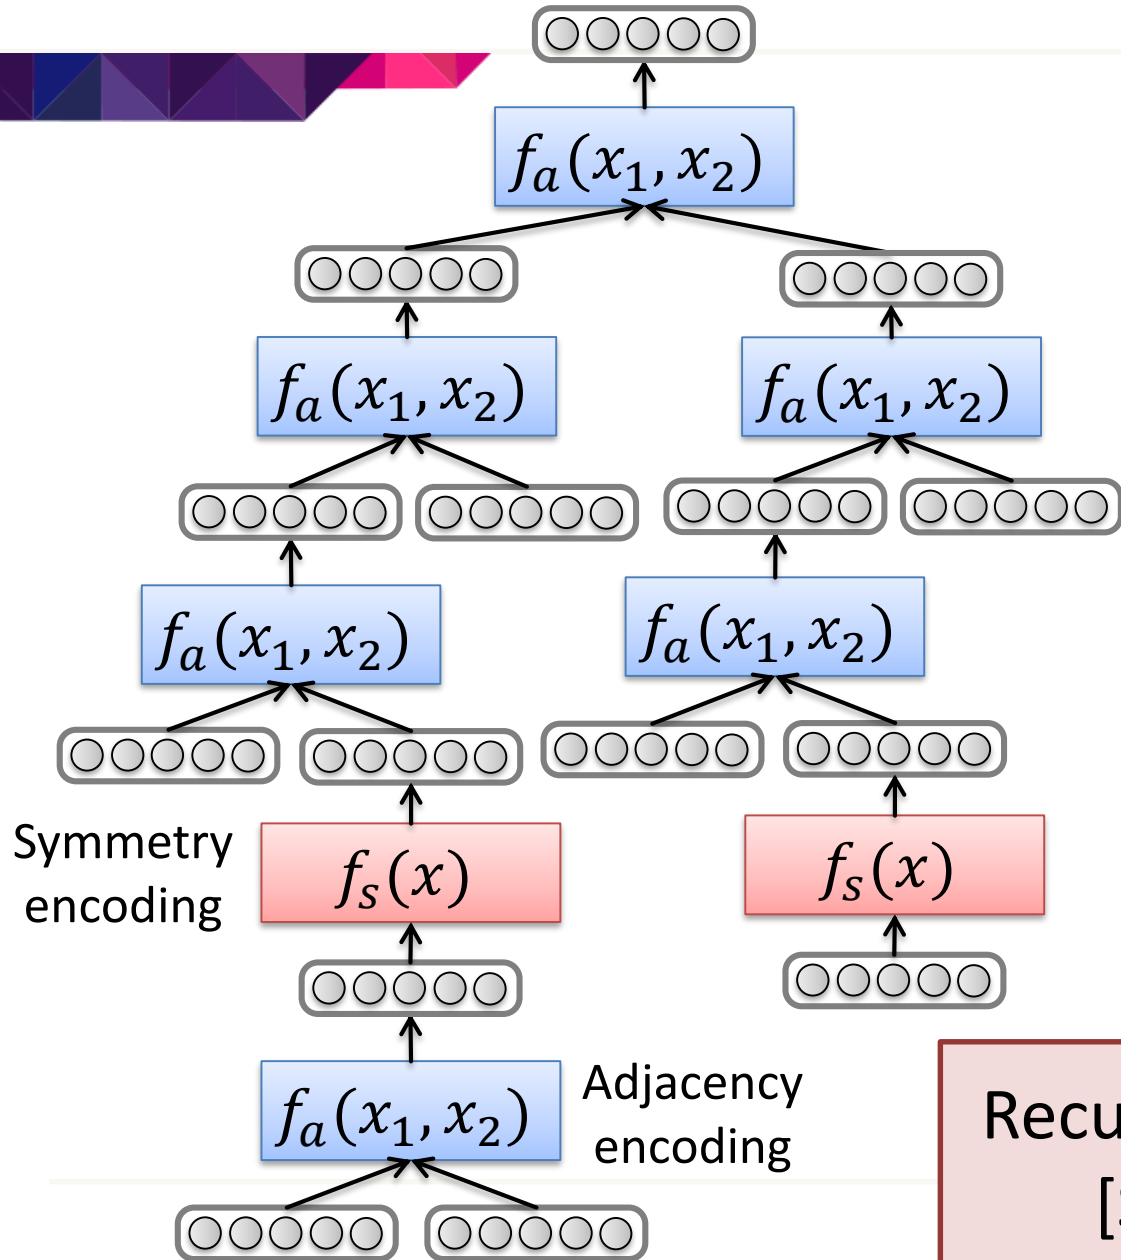 𝑓ₐ(𝑥₁, 𝑥₂)
𝑓ₐ(𝑥₁, 𝑥₂)
𝑓ₐ(𝑥₁, 𝑥₂)
𝑓ₐ(𝑥₁, 𝑥₂)
𝑓ₐ(𝑥₁, 𝑥₂)
Symmetry
encoding
𝑓ₛ(𝑥)
𝑓ₛ(𝑥)
𝑓ₐ(𝑥₁, 𝑥₂)
Adjacency
encoding
Recu